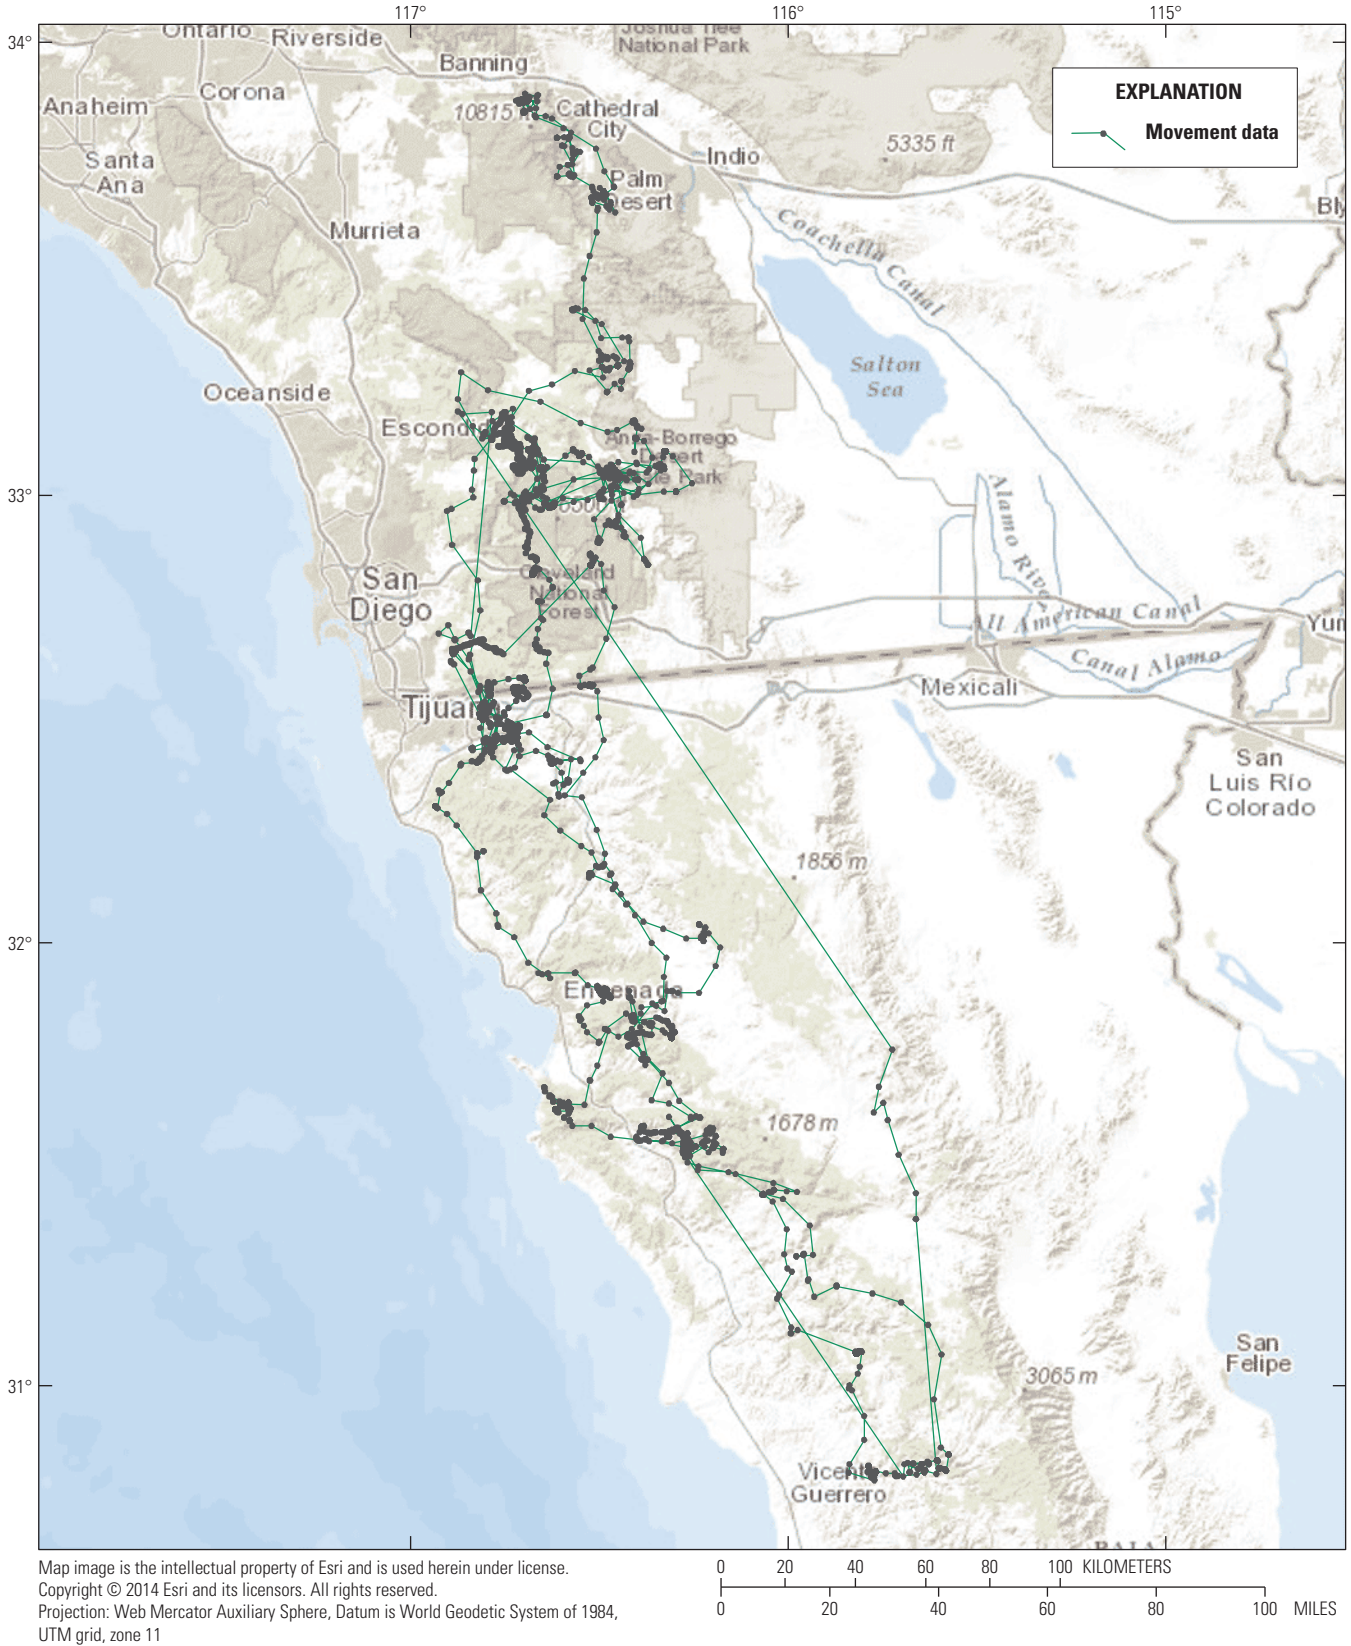 117°
116°
115°
34°
33°
32°
31°
Ontario
Riverside
Joshua Tree
National Park
Banning
Anaheim
Corona
10815
Cathedral
City
Santa
Ana
Indio
5335 ft
Palm
Desert
Murrieta
Coachella Canal
Salton
Sea
Oceanside
Escondid
Anza-Borrego
Desert
State Park
6500
Alamo River
San
Diego
Cleveland
National
Forest
All American Canal
Yum
Canal Alamo
Mexicali
Tijuana
San
Luis Río
Colorado
1856 m
Ensenada
1678 m
San
Felipe
3065 m
Vicente
Guerrero
EXPLANATION
Movement data
Map image is the intellectual property of Esri and is used herein under license.
Copyright © 2014 Esri and its licensors. All rights reserved.
Projection: Web Mercator Auxiliary Sphere, Datum is World Geodetic System of 1984,
UTM grid, zone 11
0 20 40 60 80 100 KILOMETERS
0 20 40 60 80 100 MILES